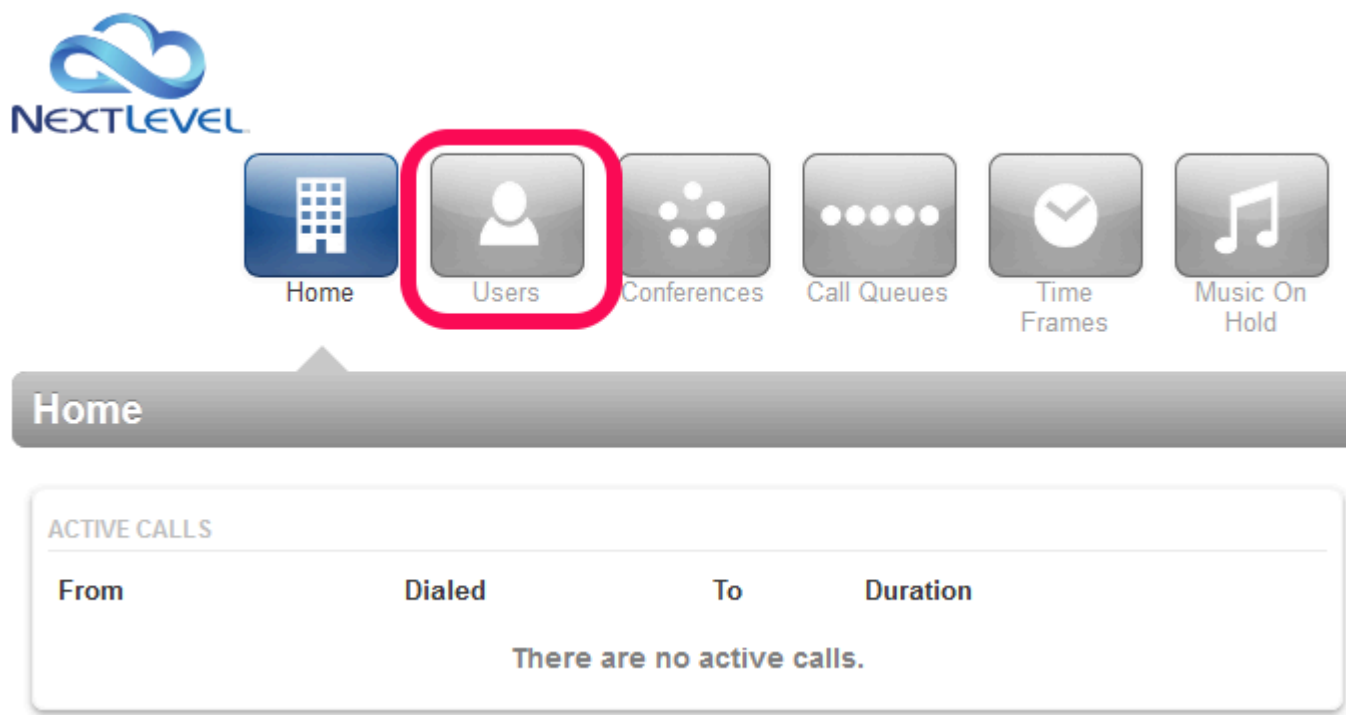 NEXTLEVEL
Home
Users
Conferences
Call Queues
Time
Frames
Music On
Hold
Home
ACTIVE CALLS
From Dialed To Duration
There are no active calls.